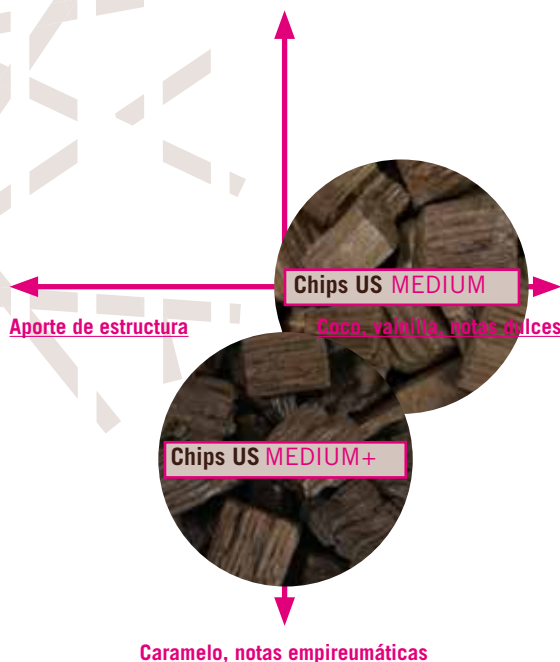 Chips US MEDIUM
Aporte de estructura
Coco, vainilla, notas dulces
Chips US MEDIUM+
Caramelo, notas empireumáticas